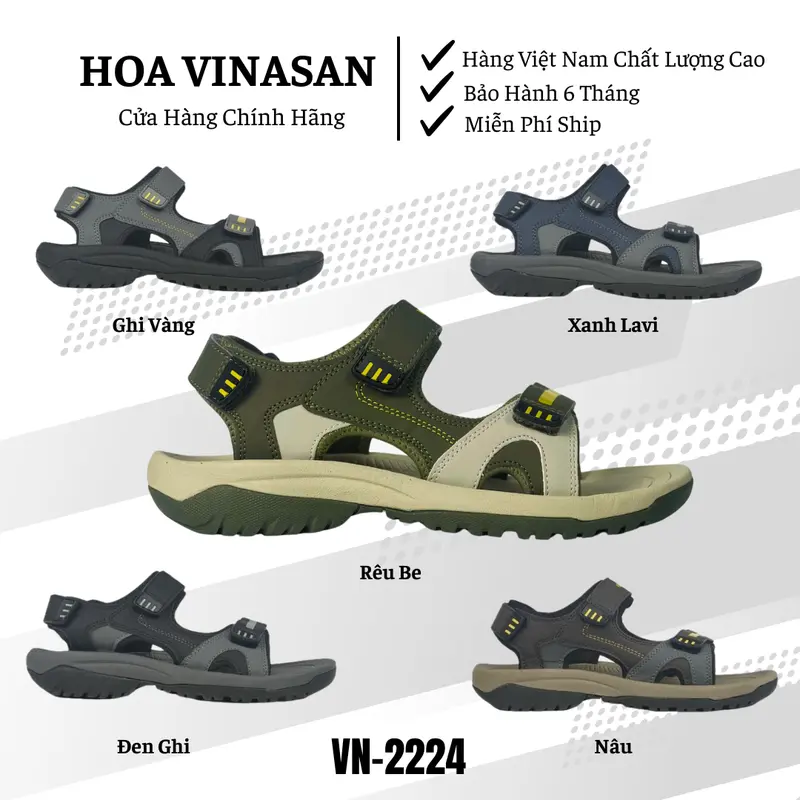 HOA VINASAN
Cửa Hàng Chính Hãng
Hàng Việt Nam Chất Lượng Cao
Bảo Hành 6 Tháng
Miễn Phí Ship
Ghi Vàng
Xanh Lavi
Rêu Be
Đen Ghi
Nâu
VN-2224